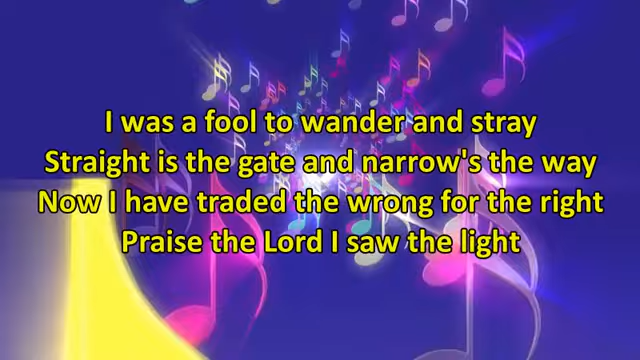 I was a fool to wander and stray
Straight is the gate and narrow's the way
Now I have traded the wrong for the right
Praise the Lord I saw the light